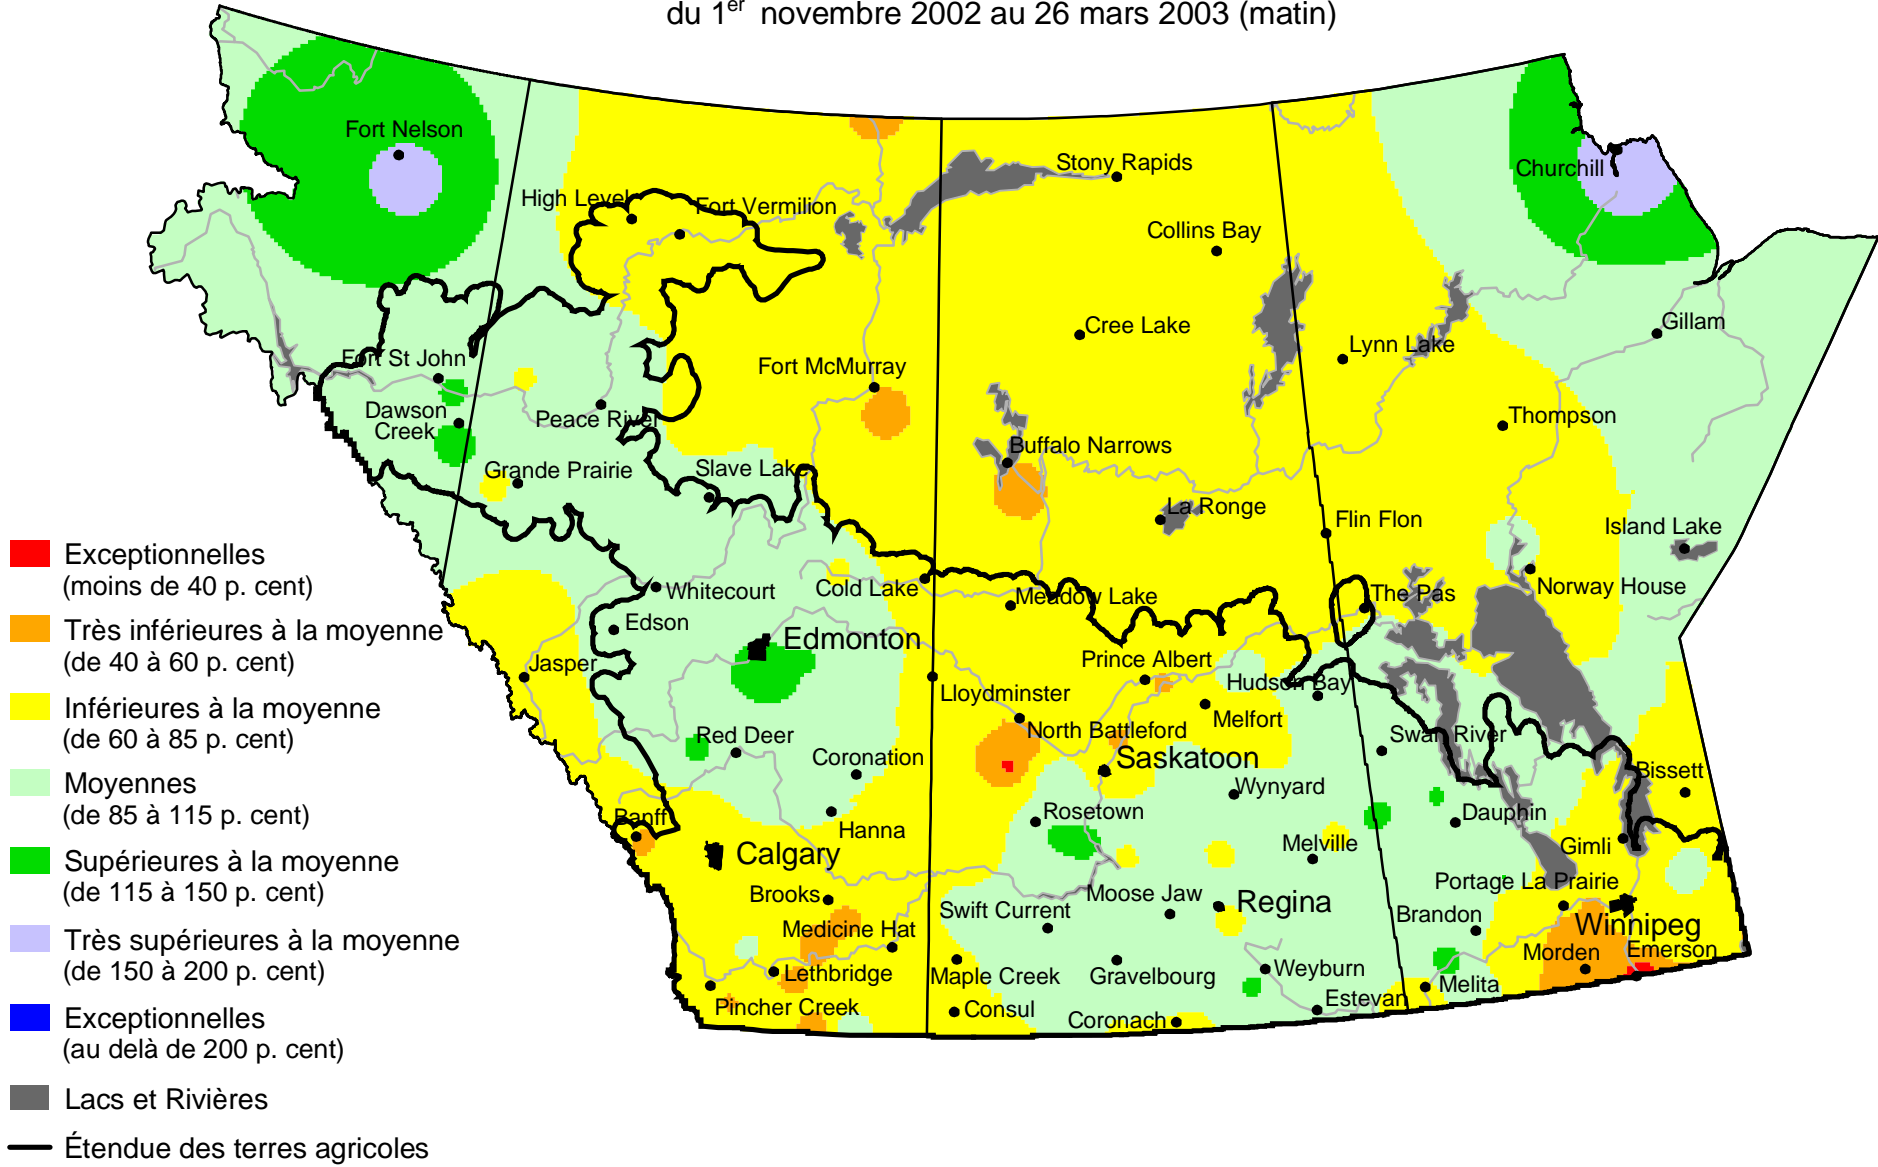 du 1er novembre 2002 au 26 mars 2003 (matin)
Fort Nelson
Churchill
Stony Rapids
High Level
Fort Vermilion
Collins Bay
Gillam
Cree Lake
Lynn Lake
Fort St John
Fort McMurray
Dawson
Creek
Peace River
Thompson
Buffalo Narrows
Grande Prairie
Slave Lake
La Ronge
Flin Flon
Island Lake
Exceptionnelles
(moins de 40 p. cent)
Très inférieures à la moyenne
(de 40 à 60 p. cent)
Inférieures à la moyenne
(de 60 à 85 p. cent)
Moyennes
(de 85 à 115 p. cent)
Supérieures à la moyenne
(de 115 à 150 p. cent)
Très supérieures à la moyenne
(de 150 à 200 p. cent)
Exceptionnelles
(au delà de 200 p. cent)
Lacs et Rivières
Étendue des terres agricoles
Whitecourt
Cold Lake
Meadow Lake
The Pas
Norway House
Edson
Edmonton
Jasper
Prince Albert
Hudson Bay
Lloydminster
Melfort
North Battleford
Red Deer
Swan River
Coronation
Saskatoon
Bissett
Wynyard
Rosetown
Dauphin
Banff
Hanna
Calgary
Melville
Gimli
Brooks
Moose Jaw
Portage La Prairie
Swift Current
Regina
Brandon
Winnipeg
Medicine Hat
Morden
Emerson
Lethbridge
Maple Creek
Gravelbourg
Weyburn
Melita
Pincher Creek
Consul
Coronach
Estevan